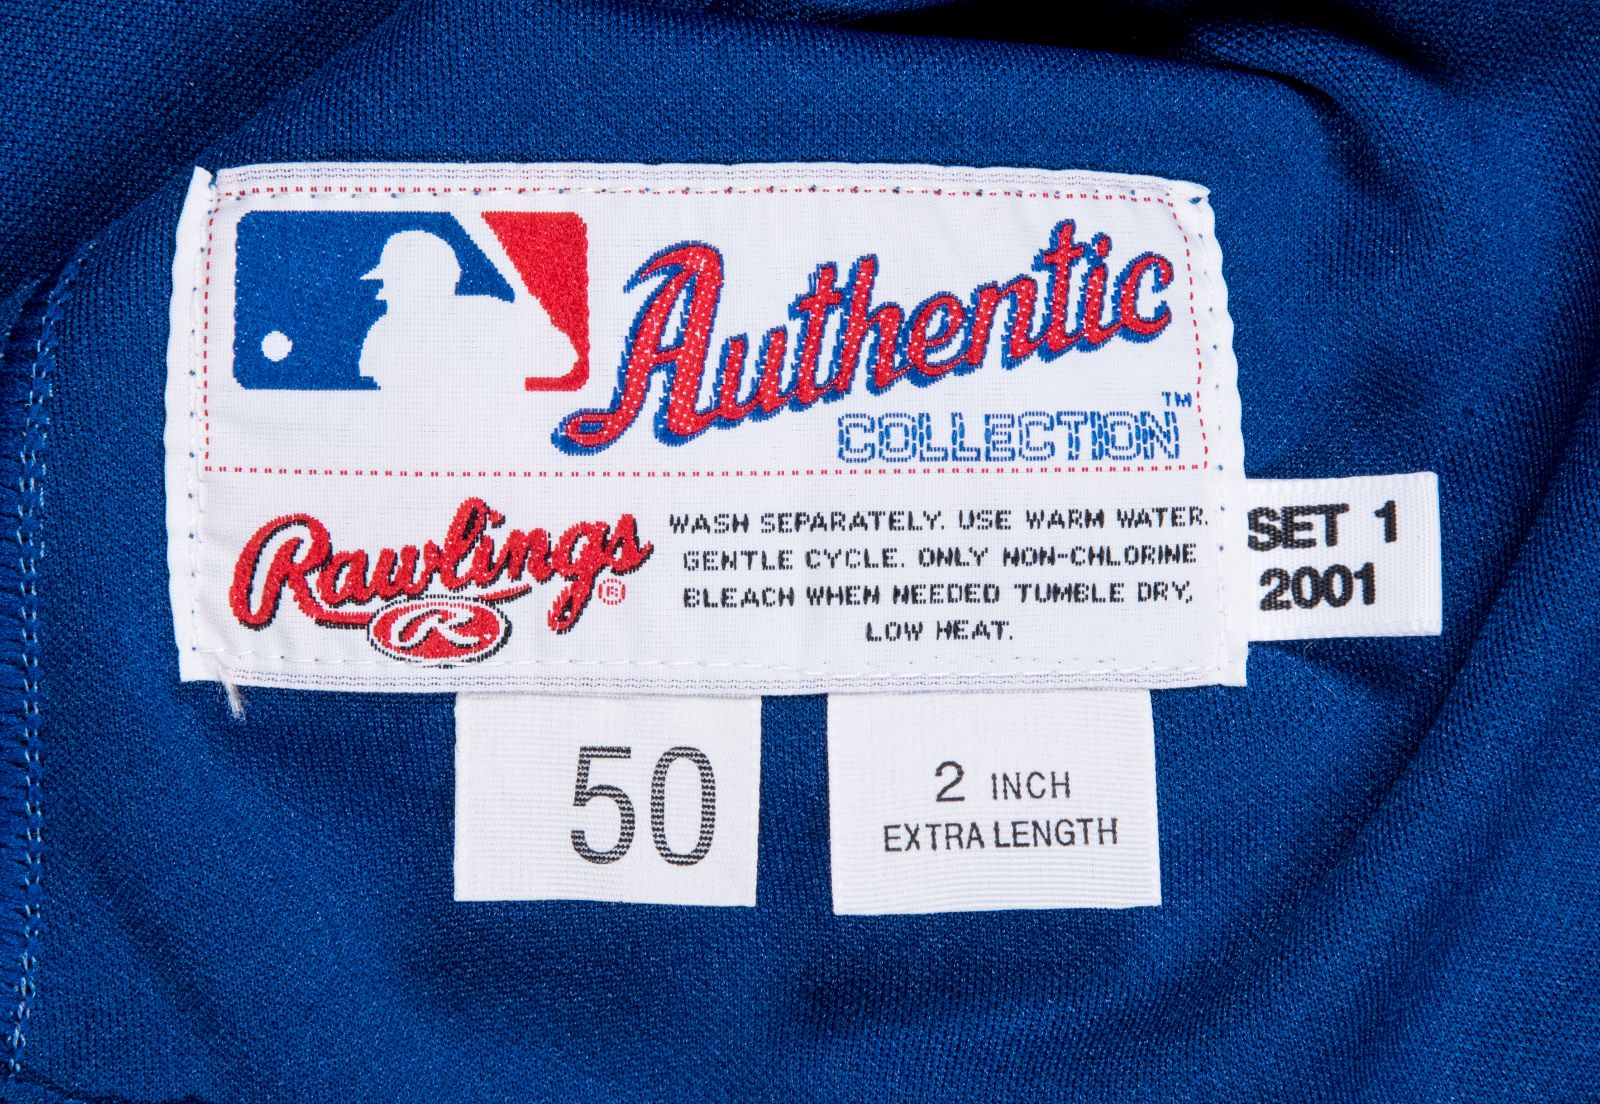 Authentic
COLLECTION™
Rawlings®
R
WASH SEPARATELY. USE WARM WATER.
GENTLE CYCLE. ONLY NON-CHLORINE
BLEACH WHEN NEEDED TUMBLE DRY,
LOW HEAT.
SET 1
2001
50
2 INCH
EXTRA LENGTH